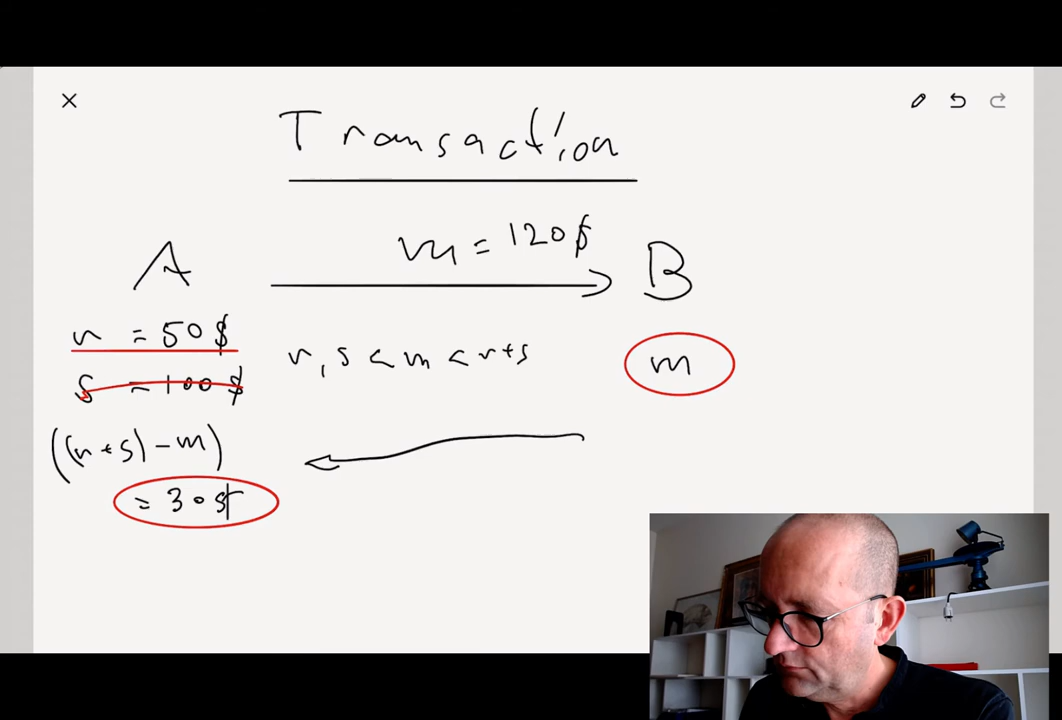 Transaction
m = 120$
A
B
r = 50$
r, s < m < r+s
m
s = 100$
((r+s) - m)
= 30$